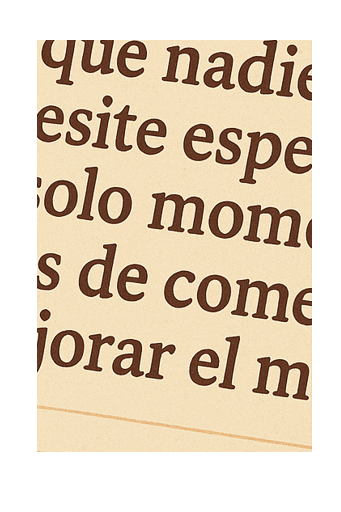 que nadie
esite espe
solo mome
s de come
jorar el m